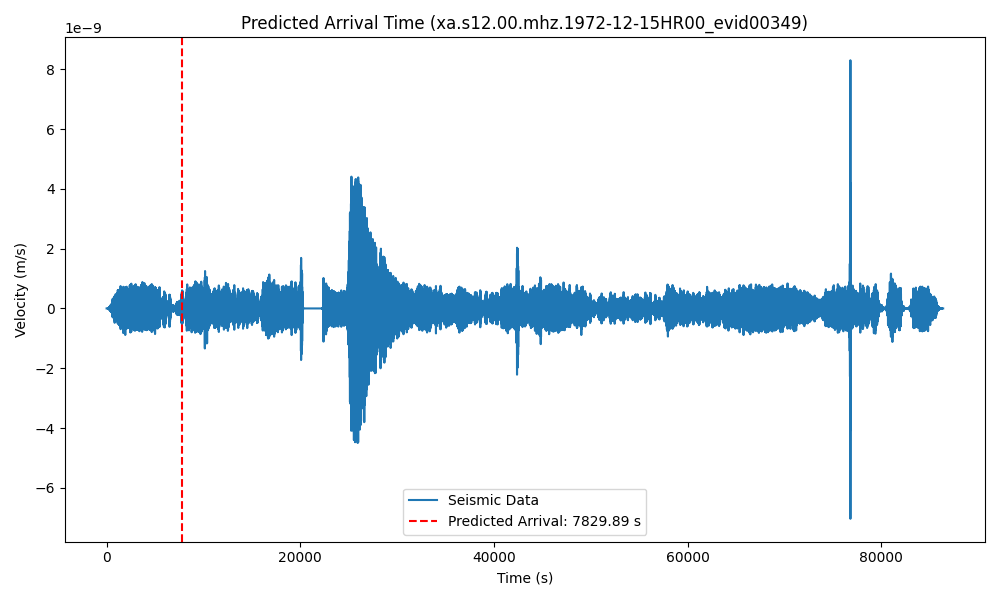 Predicted Arrival Time (xa.s12.00.mhz.1972-12-15HR00_evid00349)
1e−9
8
6
4
2
0
−2
−4
−6
Velocity (m/s)
Seismic Data
Predicted Arrival: 7829.89 s
0 20000 40000 60000 80000
Time (s)